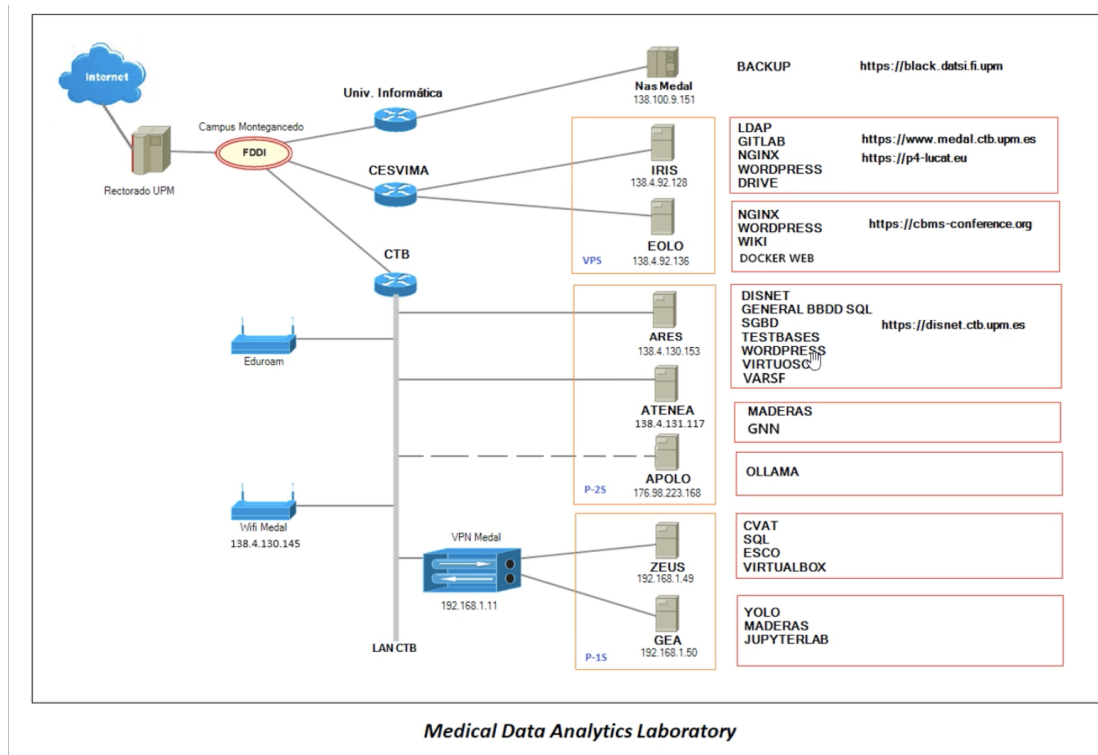 Internet
Rectorado UPM
Campus Montegancedo
FDDI
Univ. Informática
CESVIMA
CTB
Nas Medal
138.100.9.151
BACKUP https://black.datsi.fi.upm
IRIS
138.4.92.128
EOLO
138.4.92.136
VPS
LDAP
GITLAB https://www.medal.ctb.upm.es
NGINX https://p4-lucat.eu
WORDPRESS
DRIVE
NGINX
WORDPRESS https://cbms-conference.org
WIKI
DOCKER WEB
Eduroam
Wifi Medal
138.4.130.145
ARES
138.4.130.153
ATENEA
138.4.131.117
APOLO
176.98.223.168
P-2S
DISNET
GENERAL BBDD SQL
SGBD https://disnet.ctb.upm.es
TESTBASES
WORDPRESS
VARSF
MADERAS
GNN
OLLAMA
VPN Medal
192.168.1.11
LAN CTB
ZEUS
192.168.1.49
GEA
192.168.1.50
P-1S
CVAT
SQL
ESCO
VIRTUALBOX
YOLO
MADERAS
JUPYTERLAB
Medical Data Analytics Laboratory